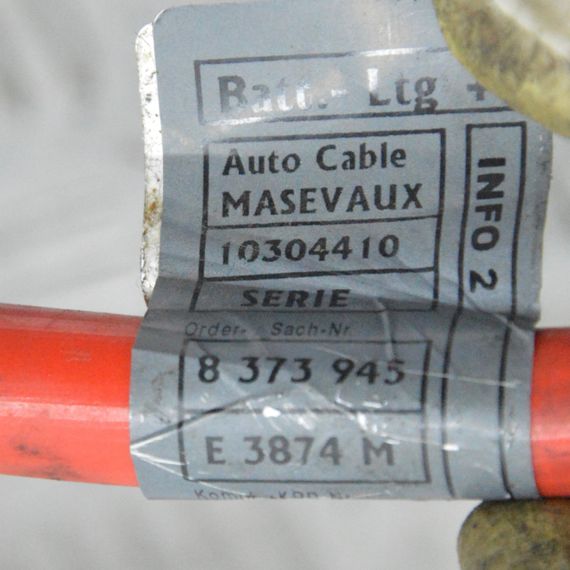 Batt.- Ltg +
Auto Cable
MASEVAUX
10304410
SERIE
Order- Sach-Nr
8 373 945
E 3874 M
INFO 2